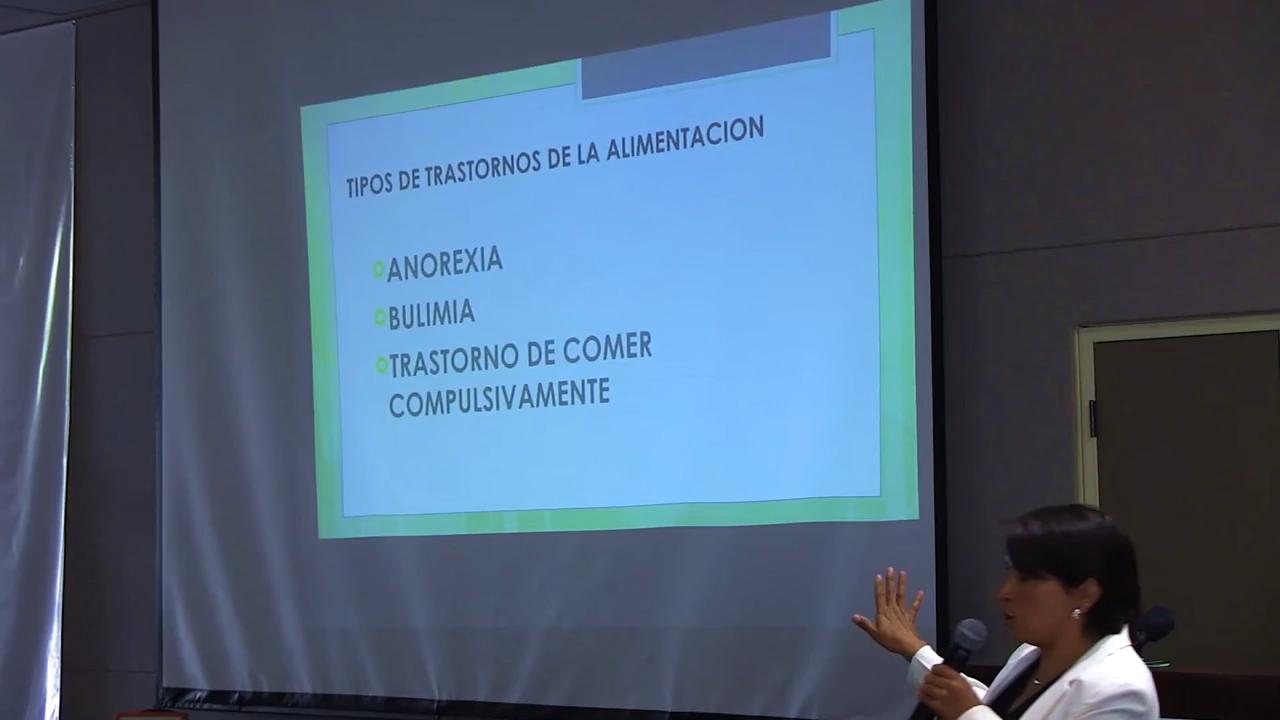 TIPOS DE TRASTORNOS DE LA ALIMENTACION
ANOREXIA
BULIMIA
TRASTORNO DE COMER
COMPULSIVAMENTE